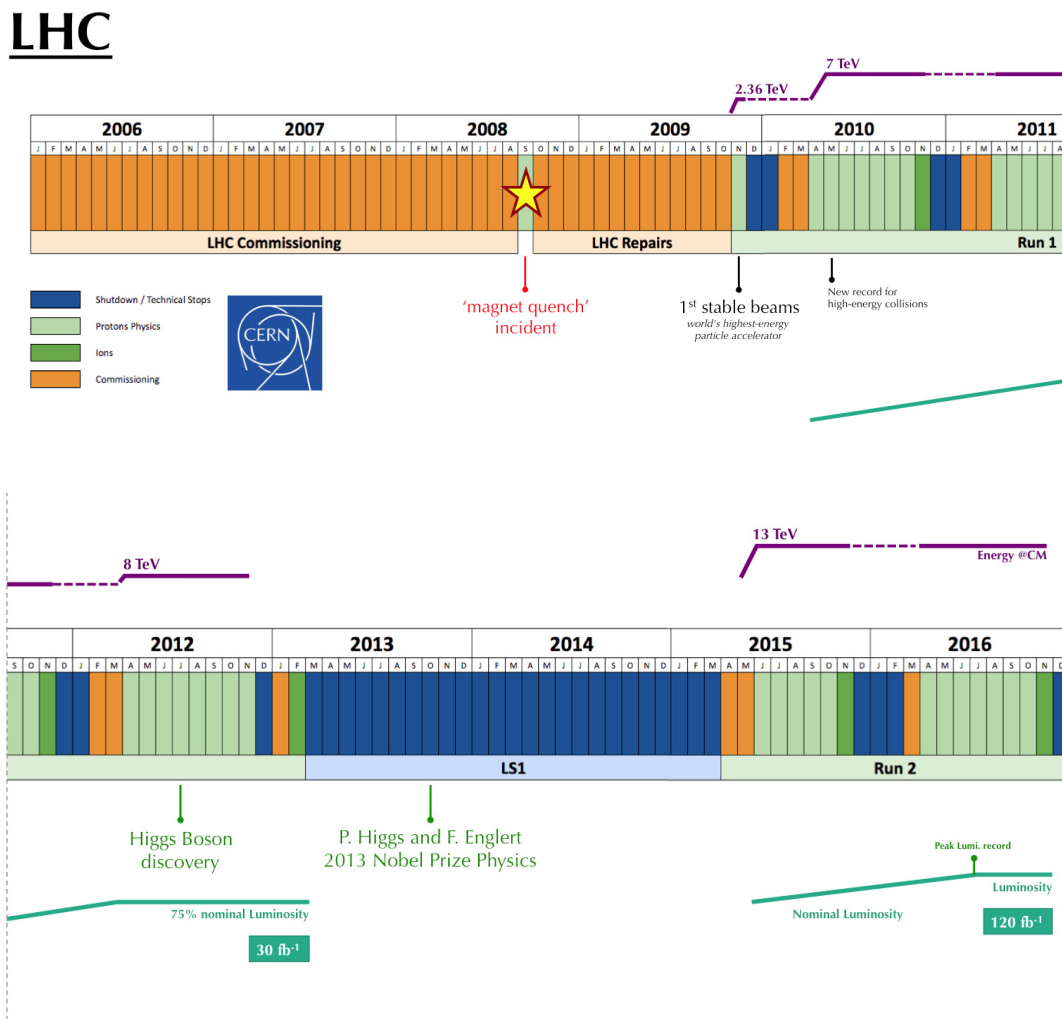 LHC
7 TeV
2.36 TeV
2006 2007 2008 2009 2010 2011
J F M A M J J A S O N D J F M A M J J A S O N D J F M A M J J A S O N D J F M A M J J A S O N D J F M A M J J A S O N D J F M A M J J A
LHC Commissioning LHC Repairs Run 1
Shutdown / Technical Stops
Protons Physics
Ions
Commissioning
CERN
‘magnet quench’
incident
1st stable beams
world's highest-energy
particle accelerator
New record for
high-energy collisions
8 TeV
13 TeV
Energy @CM
2012 2013 2014 2015 2016
S O N D J F M A M J J A S O N D J F M A M J J A S O N D J F M A M J J A S O N D J F M A M J J A S O N D J F M A M J J A S O N D
LS1 Run 2
Higgs Boson
discovery
P. Higgs and F. Englert
2013 Nobel Prize Physics
Peak Lumi. record
75% nominal Luminosity
30 fb-1
Nominal Luminosity
Luminosity
120 fb-1